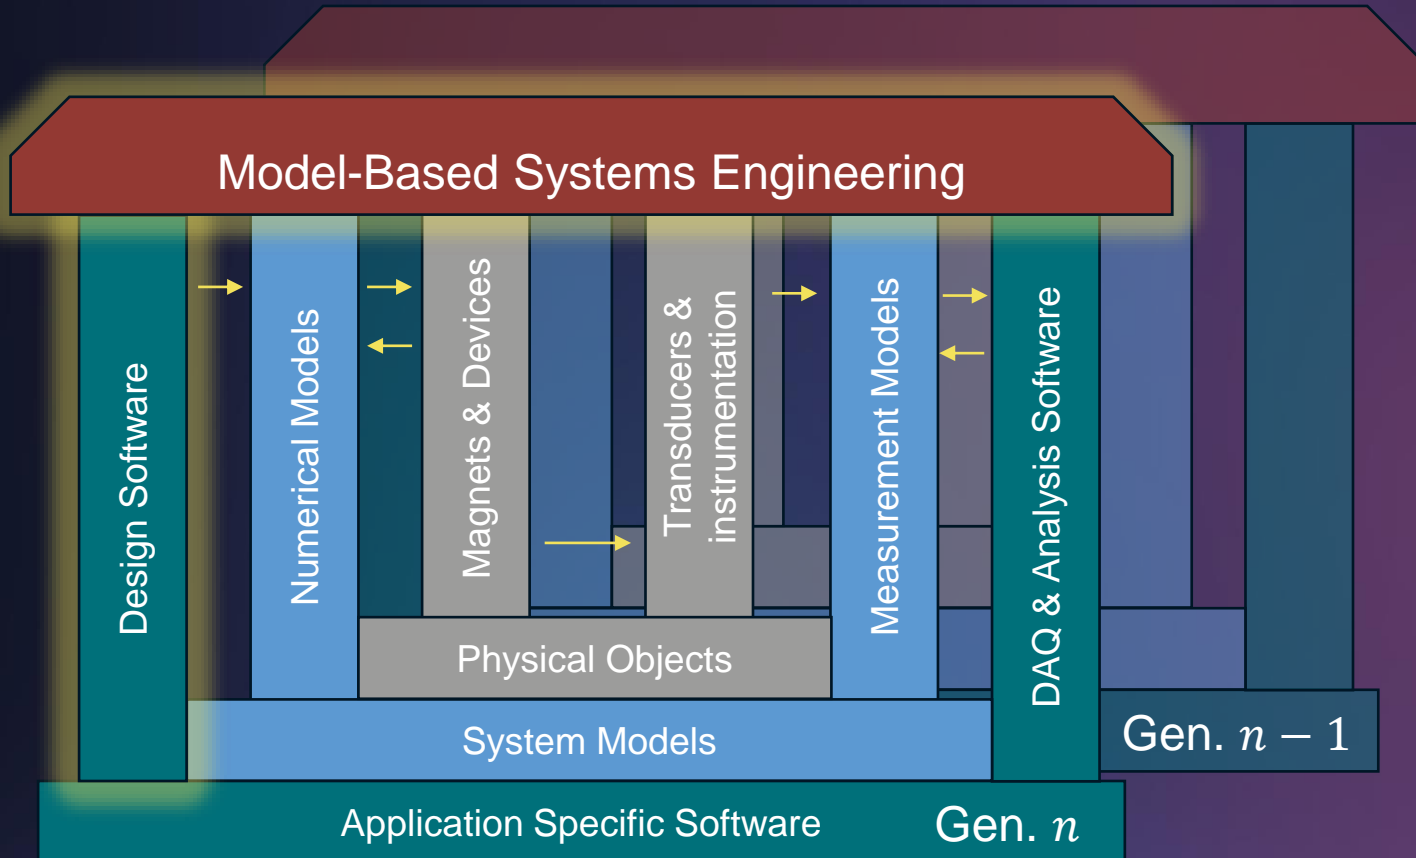 Model-Based Systems Engineering
Design Software
Numerical Models
Magnets & Devices
Transducers &
instrumentation
Measurement Models
DAQ & Analysis Software
Physical Objects
System Models
Gen. n − 1
Application Specific Software
Gen. n